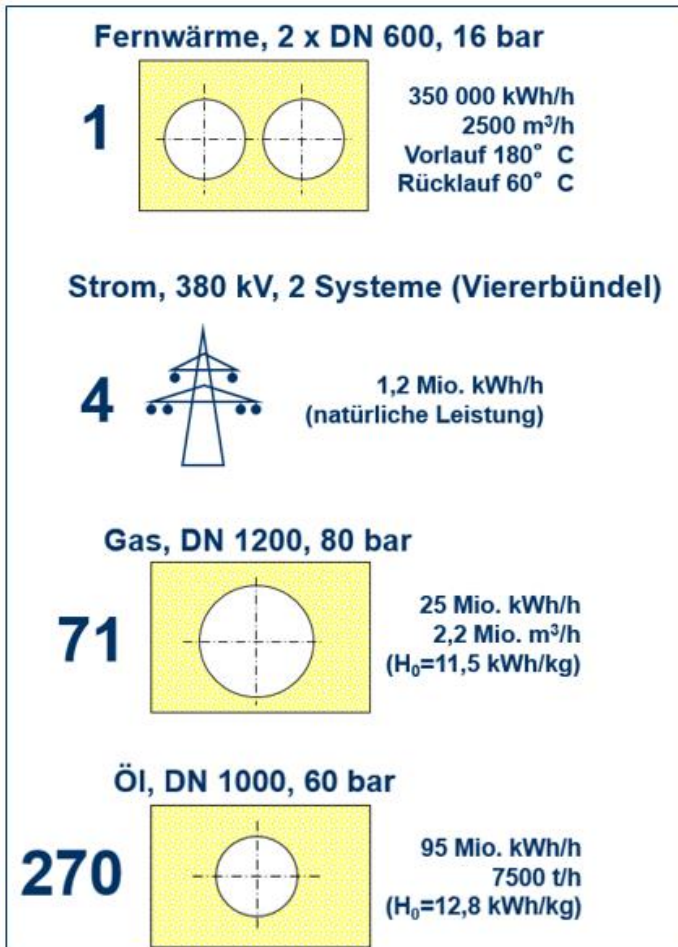 Fernwärme, 2 x DN 600, 16 bar
1
350 000 kWh/h
2500 m³/h
Vorlauf 180° C
Rücklauf 60° C
Strom, 380 kV, 2 Systeme (Viererbündel)
4
1,2 Mio. kWh/h
(natürliche Leistung)
Gas, DN 1200, 80 bar
71
25 Mio. kWh/h
2,2 Mio. m³/h
(H₀=11,5 kWh/kg)
Öl, DN 1000, 60 bar
270
95 Mio. kWh/h
7500 t/h
(H₀=12,8 kWh/kg)